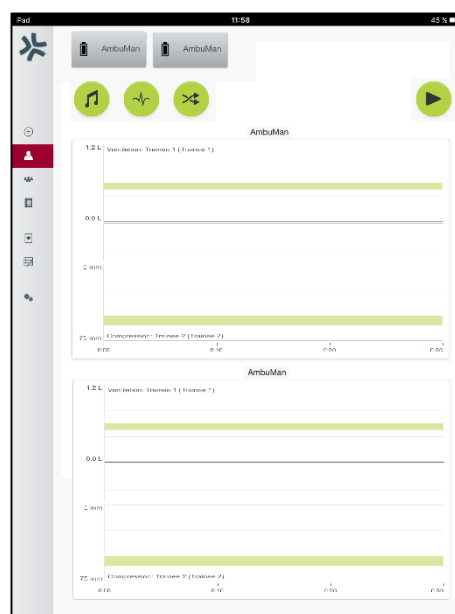 iPad 11:58 45 %
AmbuMan AmbuMan
AmbuMan
1.2 L Ventilation: Trainee 1 (Trainee 1)
0.0 L
2 mm
75 mm Compression: Trainee 2 (Trainee 2)
0:00 0:10 0:20 0:30
AmbuMan
1.2 L Ventilation: Trainee 1 (Trainee 1)
0.0 L
2 mm
75 mm Compression: Trainee 2 (Trainee 2)
0:00 0:10 0:20 0:30